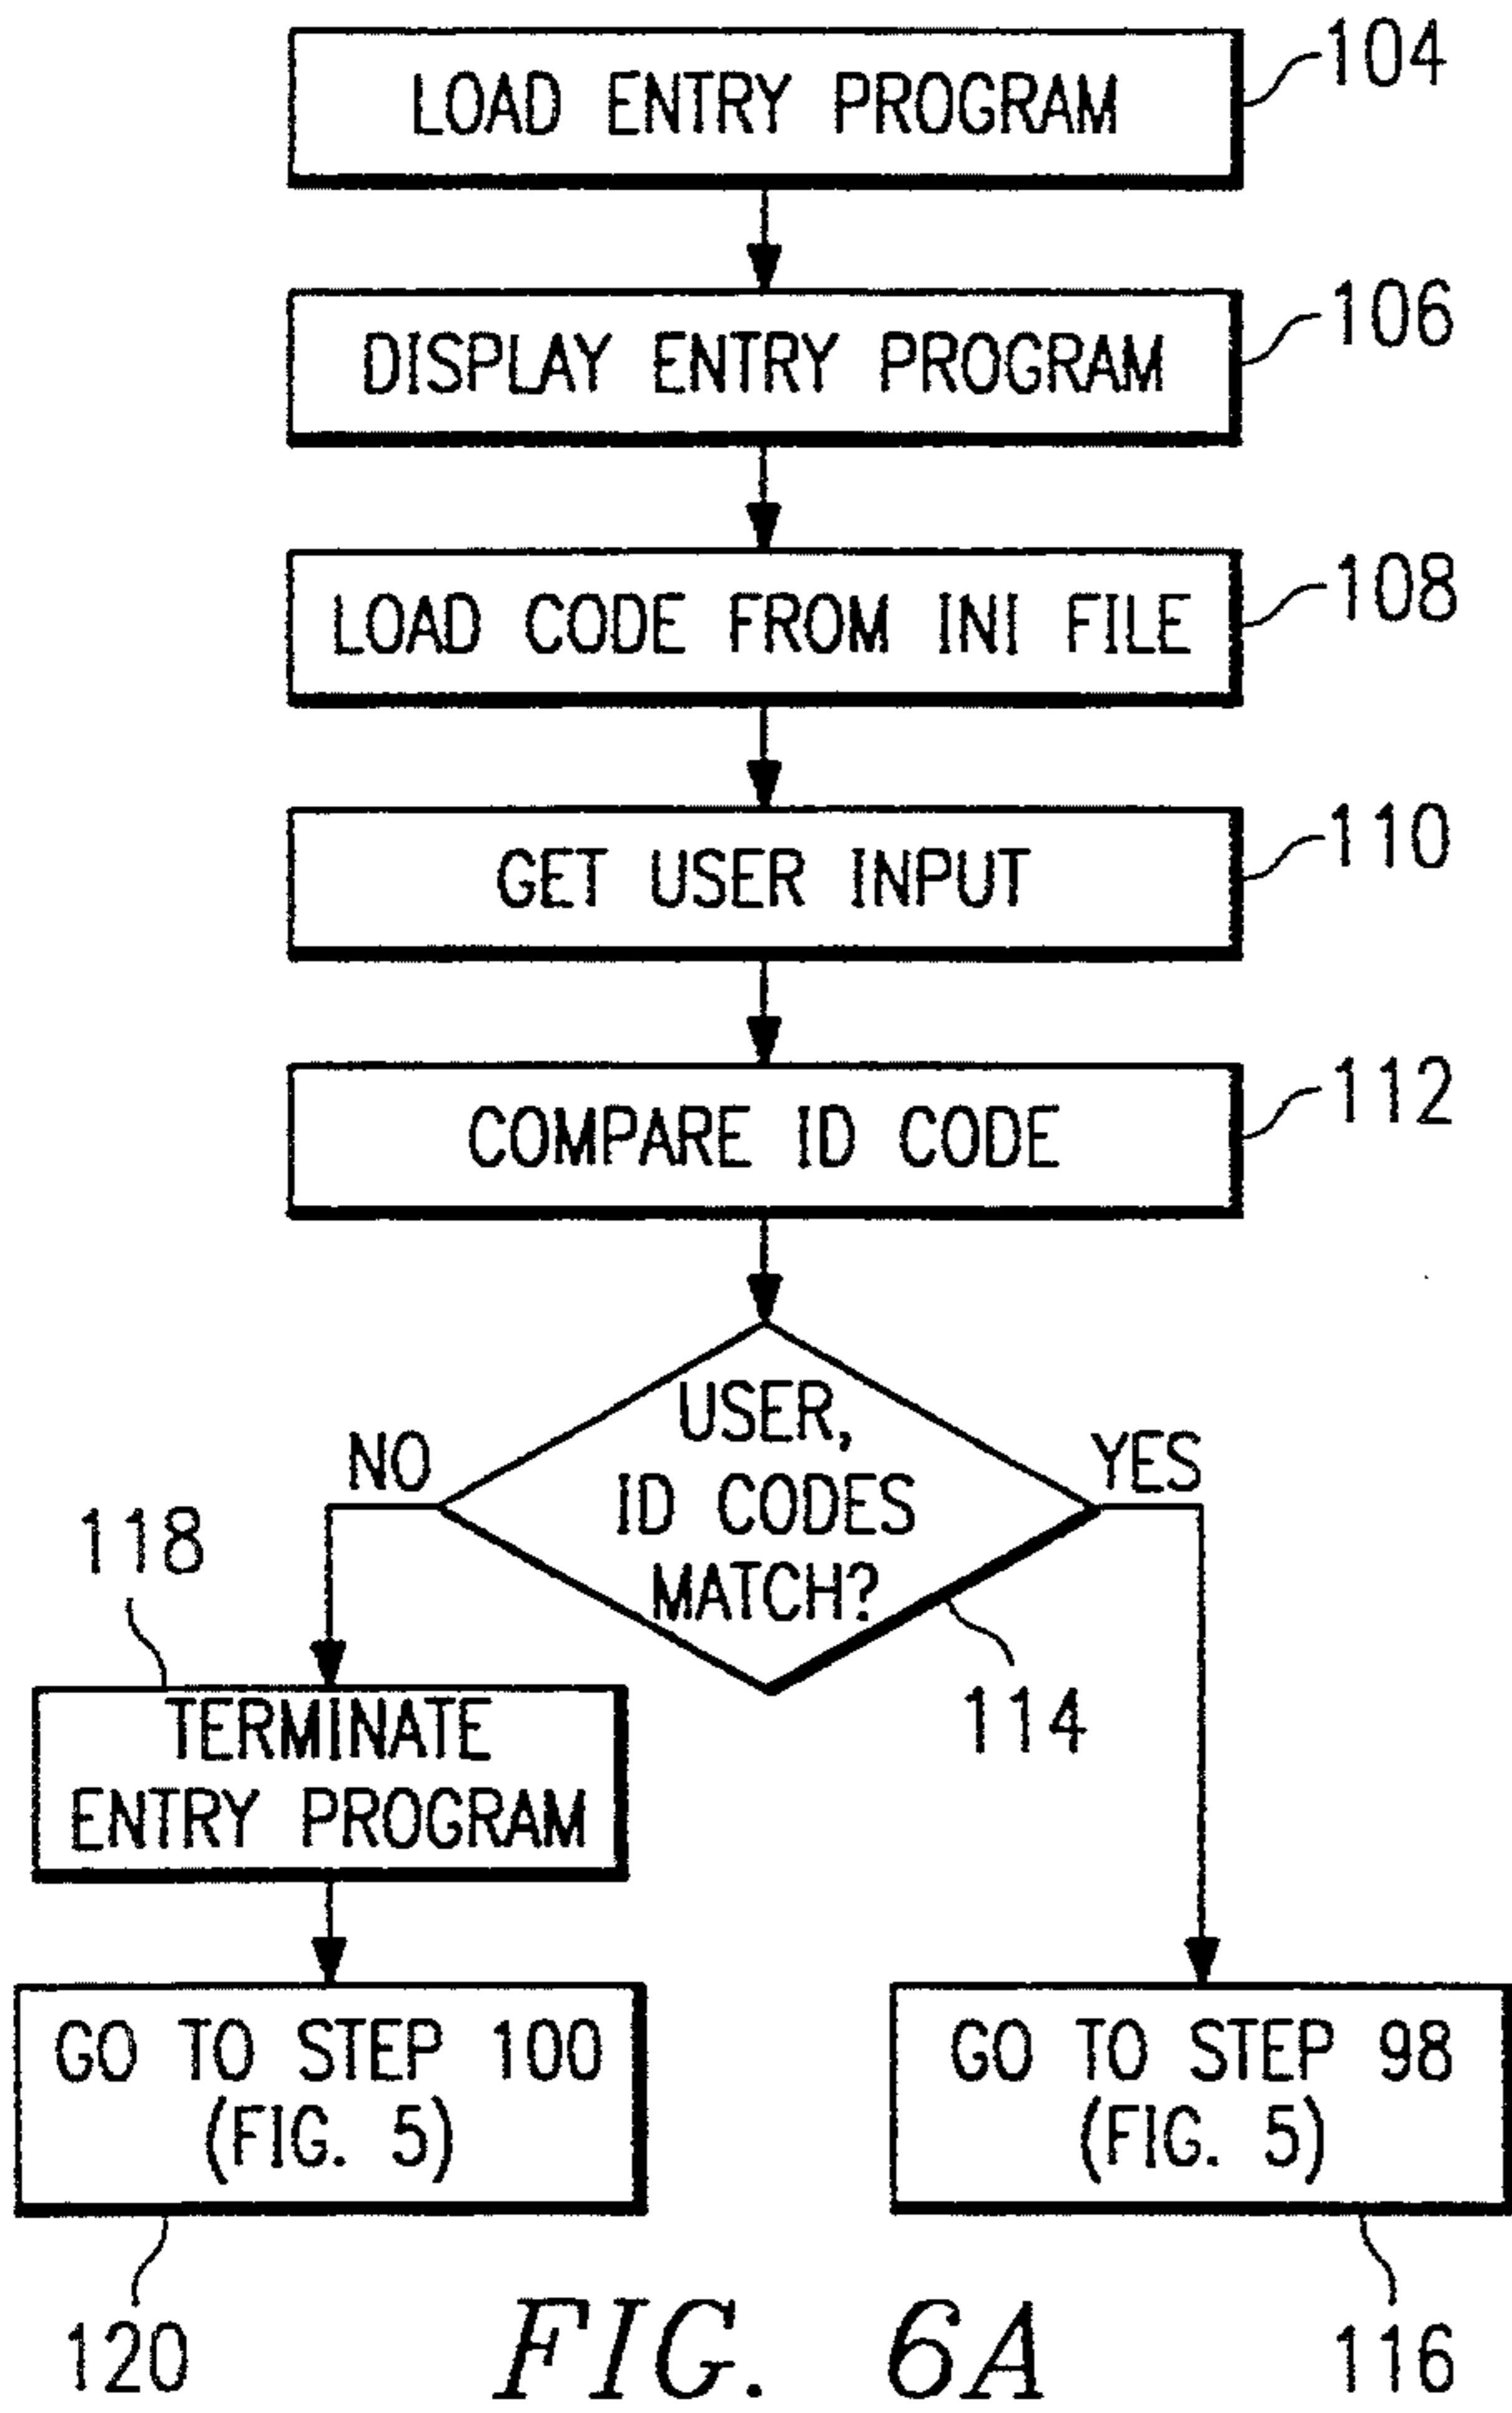 104
LOAD ENTRY PROGRAM
106
DISPLAY ENTRY PROGRAM
108
LOAD CODE FROM INI FILE
110
GET USER INPUT
112
COMPARE ID CODE
USER,
ID CODES
MATCH?
NO
YES
118
114
TERMINATE
ENTRY PROGRAM
GO TO STEP 100
(FIG. 5)
GO TO STEP 98
(FIG. 5)
120
116
FIG. 6A